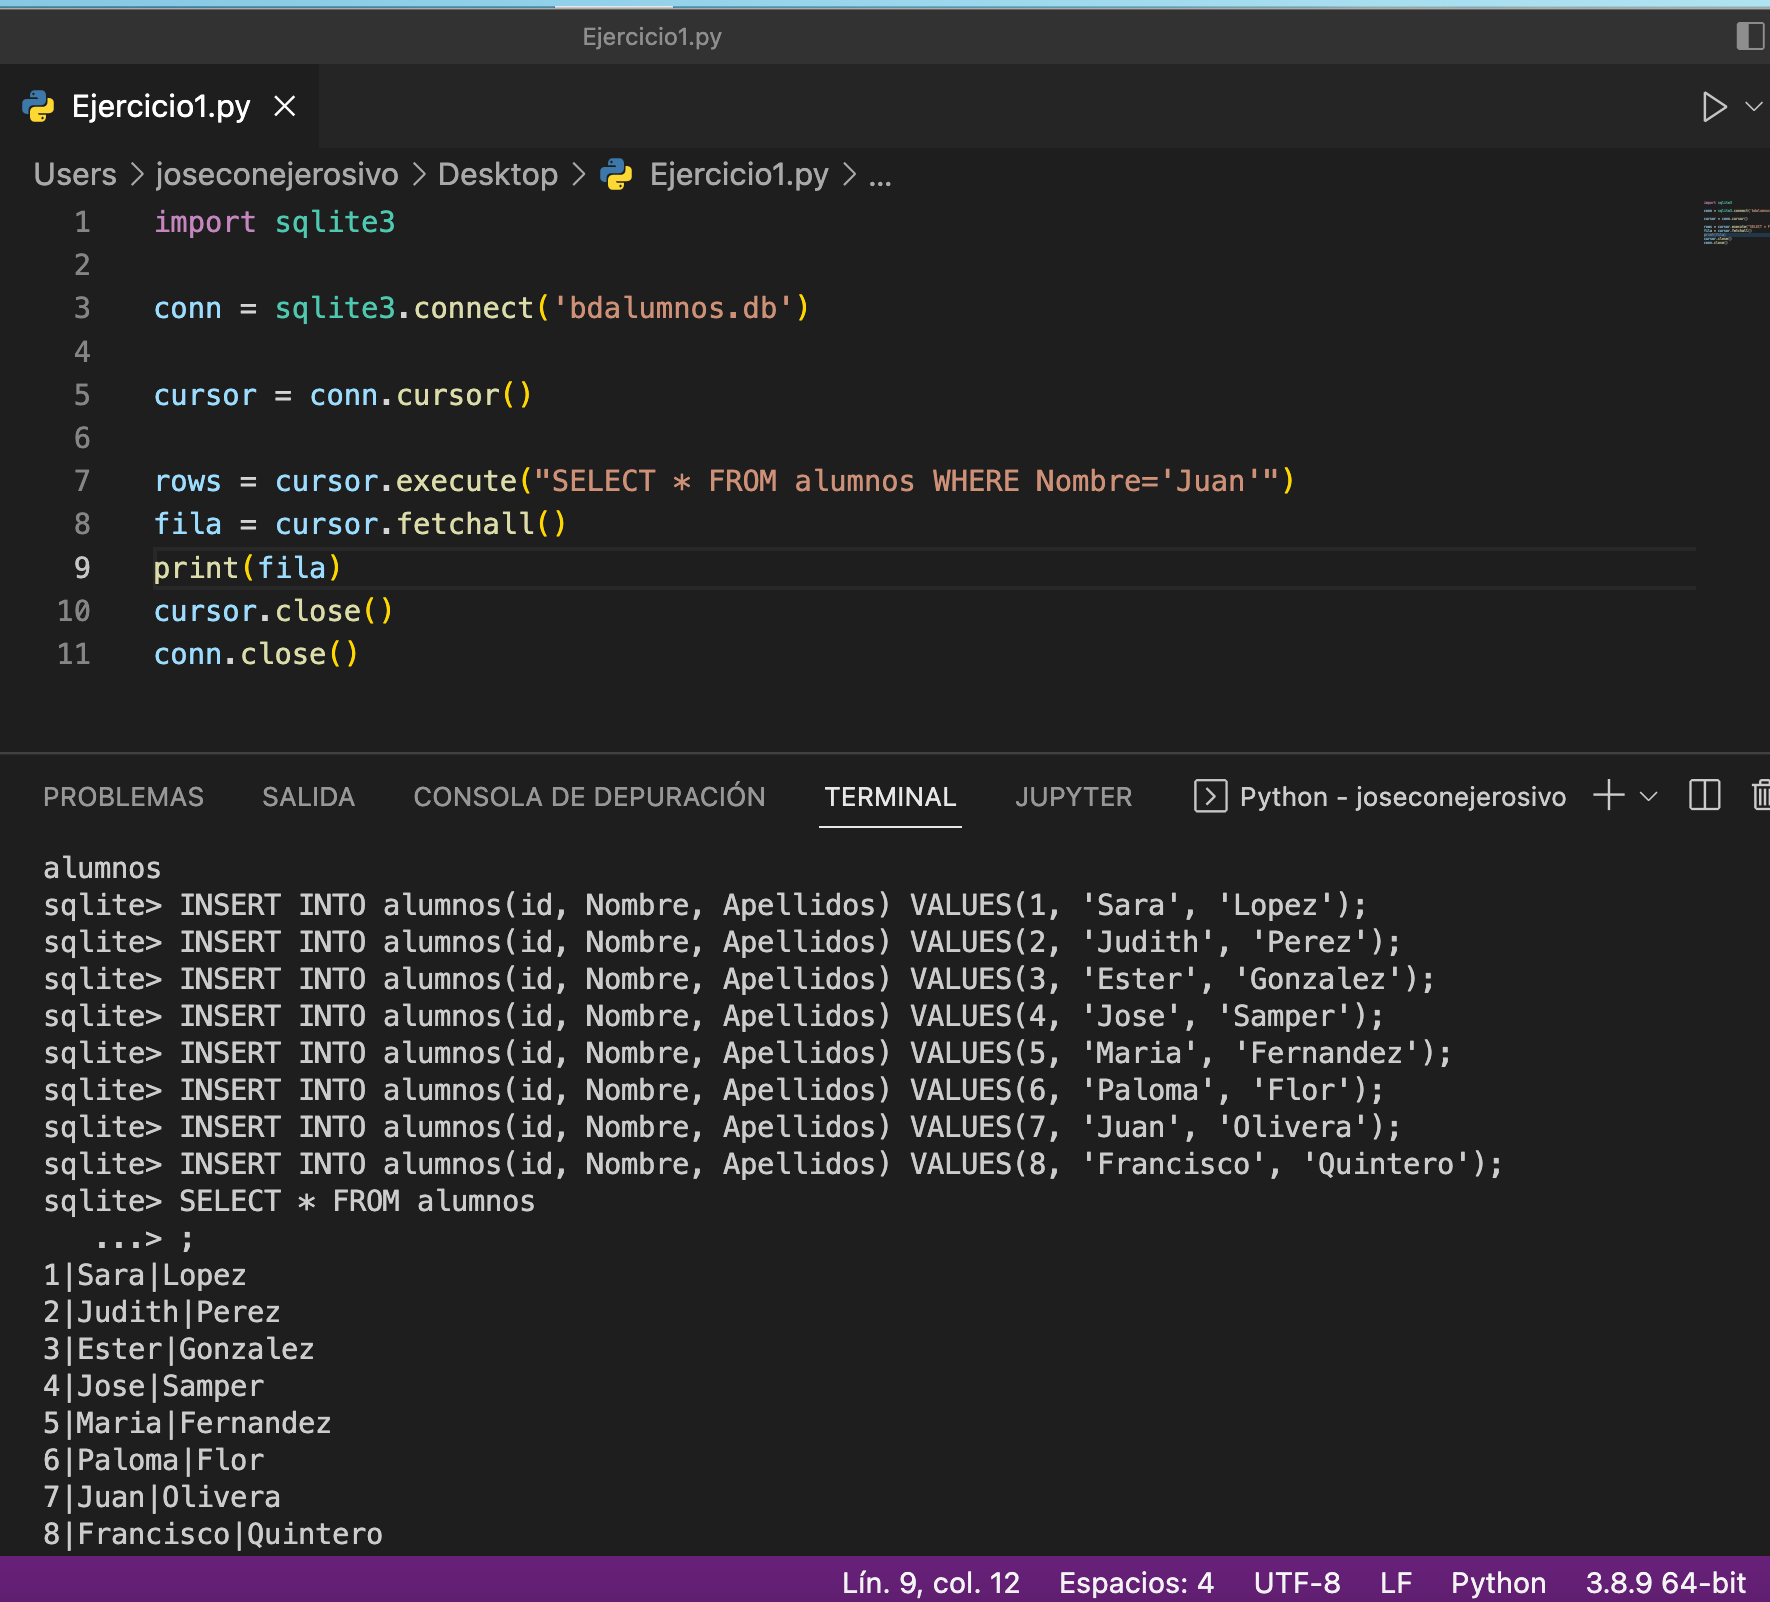 Ejercicio1.py
Ejercicio1.py
Users > joseconejerosivo > Desktop > Ejercicio1.py > ...
1 import sqlite3
2
3 conn = sqlite3.connect('bdalumnos.db')
4
5 cursor = conn.cursor()
6
7 rows = cursor.execute("SELECT * FROM alumnos WHERE Nombre='Juan'")
8 fila = cursor.fetchall()
9 print(fila)
10 cursor.close()
11 conn.close()
PROBLEMAS SALIDA CONSOLA DE DEPURACIÓN TERMINAL JUPYTER Python - joseconejerosivo
alumnos
sqlite> INSERT INTO alumnos(id, Nombre, Apellidos) VALUES(1, 'Sara', 'Lopez');
sqlite> INSERT INTO alumnos(id, Nombre, Apellidos) VALUES(2, 'Judith', 'Perez');
sqlite> INSERT INTO alumnos(id, Nombre, Apellidos) VALUES(3, 'Ester', 'Gonzalez');
sqlite> INSERT INTO alumnos(id, Nombre, Apellidos) VALUES(4, 'Jose', 'Samper');
sqlite> INSERT INTO alumnos(id, Nombre, Apellidos) VALUES(5, 'Maria', 'Fernandez');
sqlite> INSERT INTO alumnos(id, Nombre, Apellidos) VALUES(6, 'Paloma', 'Flor');
sqlite> INSERT INTO alumnos(id, Nombre, Apellidos) VALUES(7, 'Juan', 'Olivera');
sqlite> INSERT INTO alumnos(id, Nombre, Apellidos) VALUES(8, 'Francisco', 'Quintero');
sqlite> SELECT * FROM alumnos
...> ;
1|Sara|Lopez
2|Judith|Perez
3|Ester|Gonzalez
4|Jose|Samper
5|Maria|Fernandez
6|Paloma|Flor
7|Juan|Olivera
8|Francisco|Quintero
Lín. 9, col. 12 Espacios: 4 UTF-8 LF Python 3.8.9 64-bit